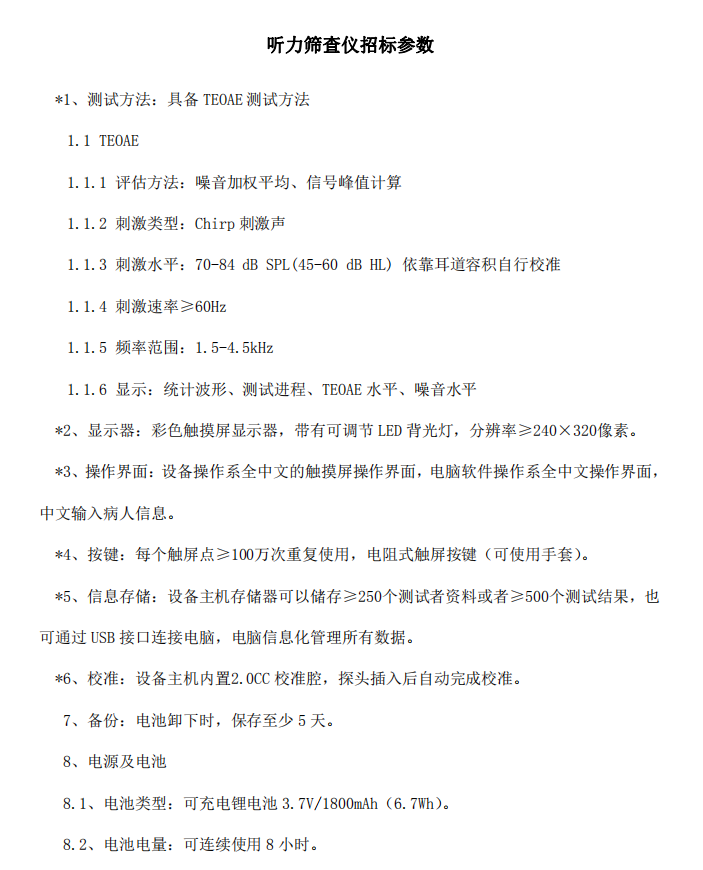 听力筛查仪招标参数
*1、测试方法：具备 TEOAE 测试方法
1.1 TEOAE
1.1.1 评估方法：噪音加权平均、信号峰值计算
1.1.2 刺激类型：Chirp 刺激声
1.1.3 刺激水平：70-84 dB SPL(45-60 dB HL) 依靠耳道容积自行校准
1.1.4 刺激速率≥60Hz
1.1.5 频率范围：1.5-4.5kHz
1.1.6 显示：统计波形、测试进程、TEOAE 水平、噪音水平
*2、显示器：彩色触摸屏显示器，带有可调节 LED 背光灯，分辨率≥240×320像素。
*3、操作界面：设备操作系全中文的触摸屏操作界面，电脑软件操作系全中文操作界面，
中文输入病人信息。
*4、按键：每个触屏点≥100万次重复使用，电阻式触屏按键（可使用手套）。
*5、信息存储：设备主机存储器可以储存≥250个测试者资料或者≥500个测试结果，也
可通过 USB 接口连接电脑，电脑信息化管理所有数据。
*6、校准：设备主机内置2.0CC 校准腔，探头插入后自动完成校准。
7、备份：电池卸下时，保存至少 5 天。
8、电源及电池
8.1、电池类型：可充电锂电池 3.7V/1800mAh（6.7Wh）。
8.2、电池电量：可连续使用 8 小时。